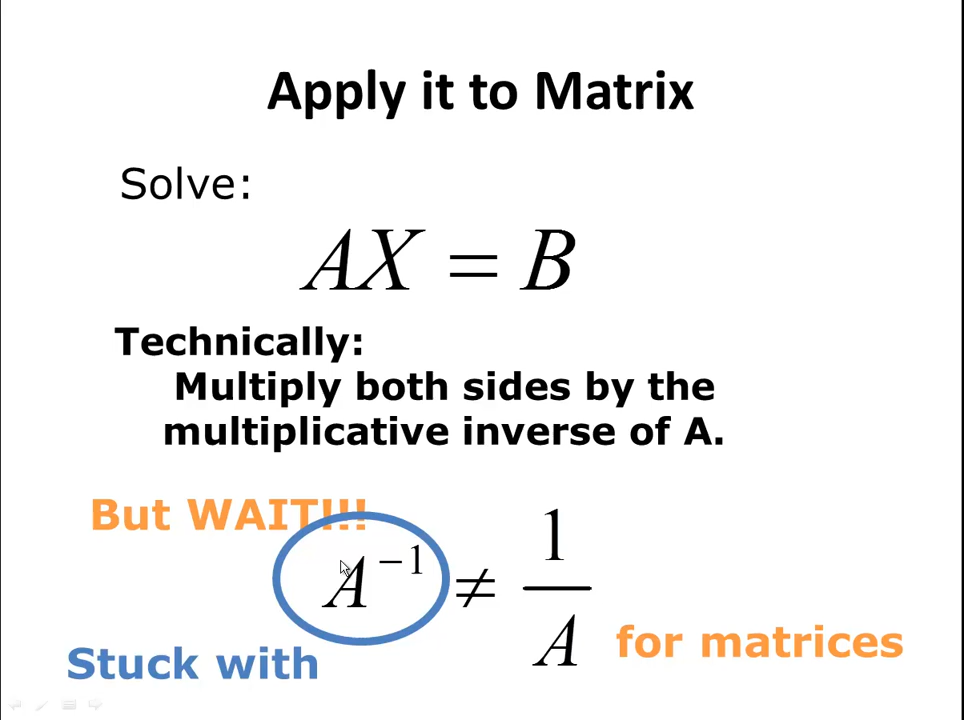 Apply it to Matrix
Solve:
AX = B
Technically:
Multiply both sides by the
multiplicative inverse of A.
But WAIT!!!
A⁻¹ ≠ 1/A
for matrices
Stuck with